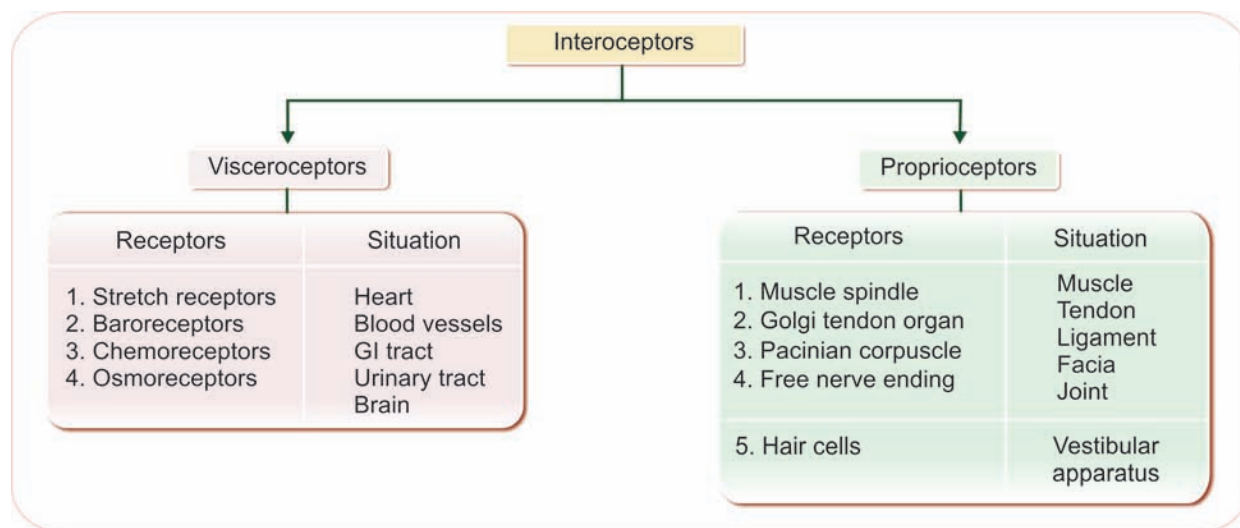 Interoceptors
Visceroceptors
Receptors
Situation
1. Stretch receptors
2. Baroreceptors
3. Chemoreceptors
4. Osmoreceptors
Heart
Blood vessels
GI tract
Urinary tract
Brain
Proprioceptors
Receptors
Situation
1. Muscle spindle
2. Golgi tendon organ
3. Pacinian corpuscle
4. Free nerve ending
Muscle
Tendon
Ligament
Facia
Joint
5. Hair cells
Vestibular
apparatus